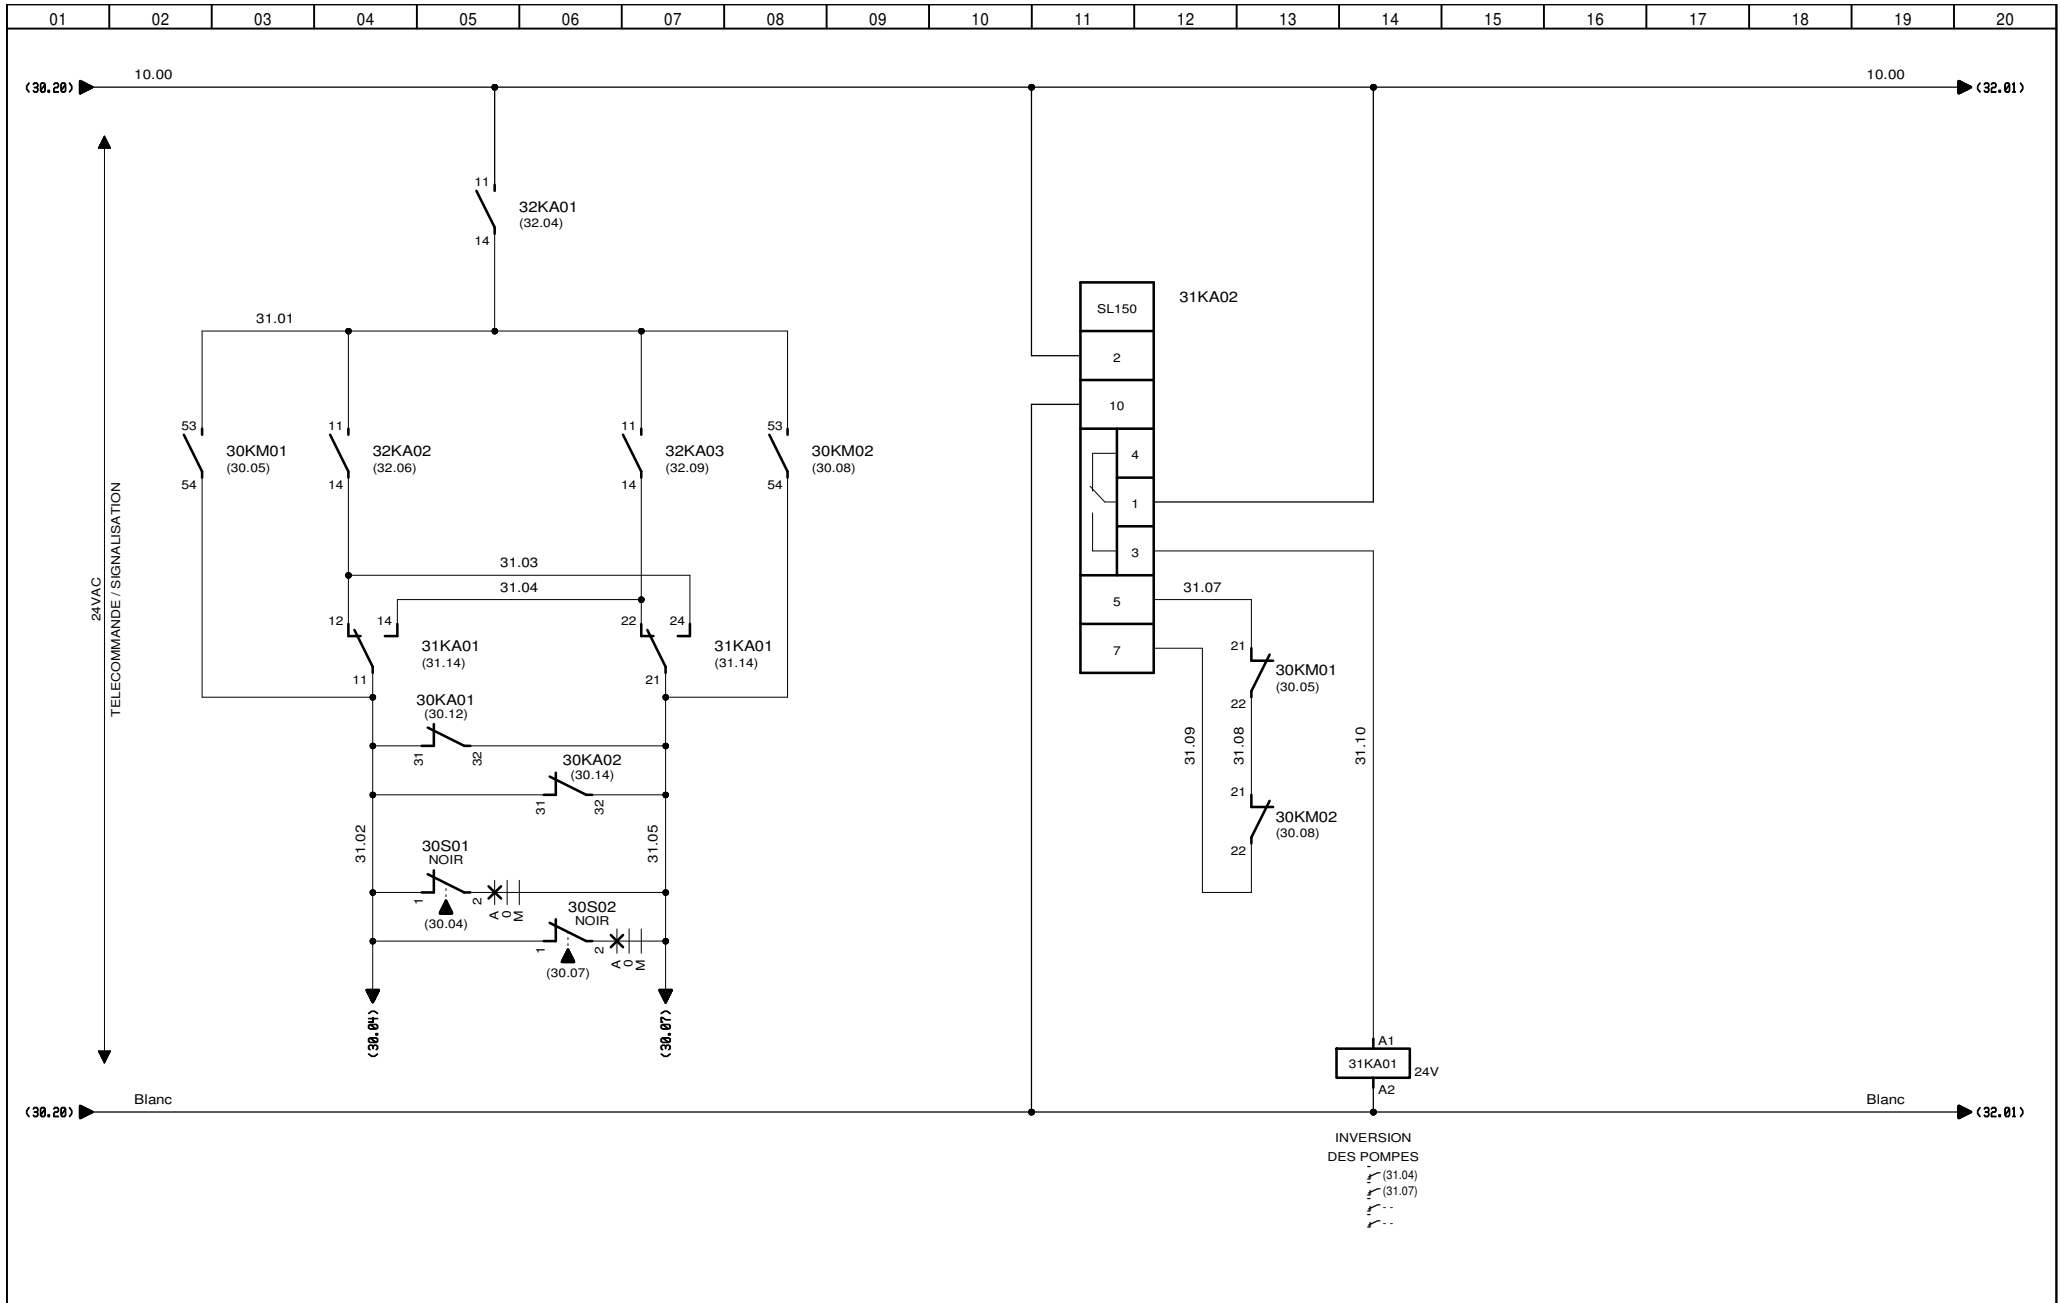 01 02 03 04 05 06 07 08 09 10 11 12 13 14 15 16 17 18 19 20
10.00 10.00
(30.20) (32.01)
11
32KA01
(32.04)
14
31KA02
SL150
31.01
2
10
53 11 11 53
30KM01 32KA02 32KA03 30KM02
(30.05) (32.06) (32.09) (30.08)
54 14 14 54
4
1
3
24VAC
TELECOMMANDE / SIGNALISATION
31.03
31.04
31.07
5
12 14 22 24
31KA01 31KA01
(31.14) (31.14)
11 21
7
21
30KM01
(30.05)
22
30KA01
(30.12)
31 32
30KA02
(30.14)
31 32
31.09 31.08 31.10
21
30KM02
(30.08)
22
31.02 31.05
30S01
NOIR
1 2 A 0 M
(30.04)
30S02
NOIR
1 2 A 0 M
(30.07)
(30.04) (30.07)
A1
31KA01
24V
A2
Blanc Blanc
(30.20) (32.01)
INVERSION
DES POMPES
(31.04)
(31.07)
- -
- -